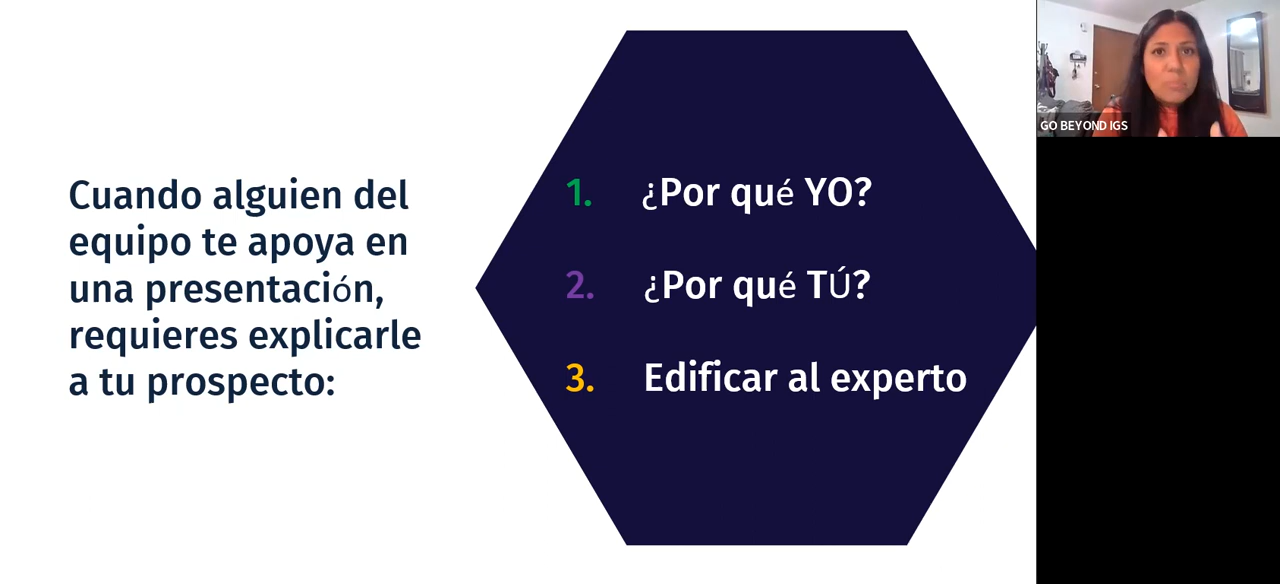 Cuando alguien del
equipo te apoya en
una presentación,
requieres explicarle
a tu prospecto:
1. ¿Por qué YO?
2. ¿Por qué TÚ?
3. Edificar al experto
GO BEYOND IGS